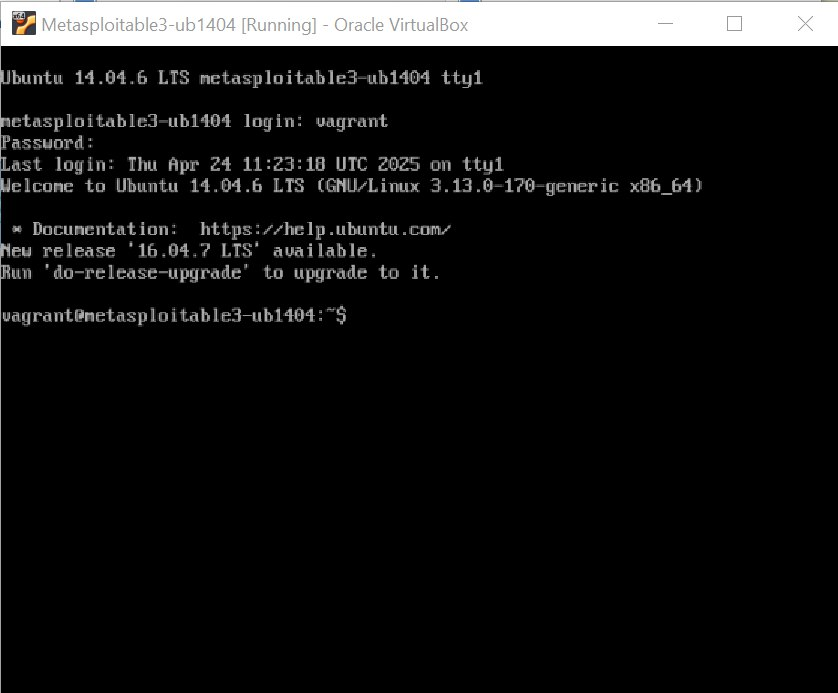 Metasploitable3-ub1404 [Running] - Oracle VirtualBox
Ubuntu 14.04.6 LTS metasploitable3-ub1404 tty1
metasploitable3-ub1404 login: vagrant
Password:
Last login: Thu Apr 24 11:23:18 UTC 2025 on tty1
Welcome to Ubuntu 14.04.6 LTS (GNU/Linux 3.13.0-170-generic x86_64)
* Documentation:  https://help.ubuntu.com/
New release '16.04.7 LTS' available.
Run 'do-release-upgrade' to upgrade to it.
vagrant@metasploitable3-ub1404:~$